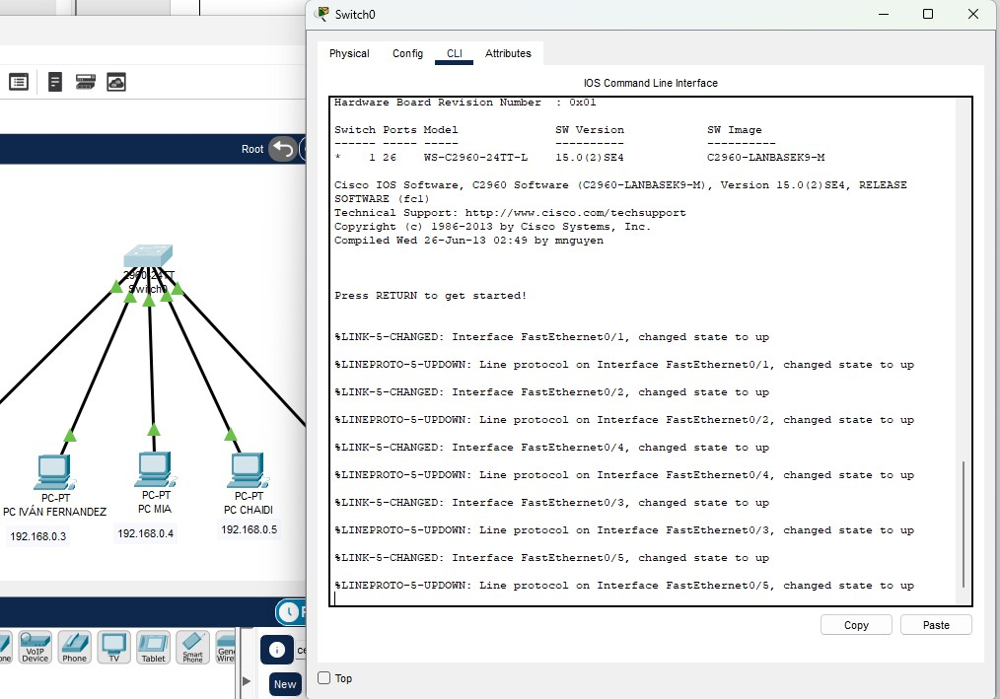 Switch0
Physical
Config
CLI
Attributes
IOS Command Line Interface
Hardware Board Revision Number  : 0x01
Switch Ports Model              SW Version            SW Image
------ ----- -----              ----------            ----------
*    1 26    WS-C2960-24TT-L    15.0(2)SE4            C2960-LANBASEK9-M
Cisco IOS Software, C2960 Software (C2960-LANBASEK9-M), Version 15.0(2)SE4, RELEASE
SOFTWARE (fc1)
Technical Support: http://www.cisco.com/techsupport
Copyright (c) 1986-2013 by Cisco Systems, Inc.
Compiled Wed 26-Jun-13 02:49 by mnguyen
Press RETURN to get started!
%LINK-5-CHANGED: Interface FastEthernet0/1, changed state to up
%LINEPROTO-5-UPDOWN: Line protocol on Interface FastEthernet0/1, changed state to up
%LINK-5-CHANGED: Interface FastEthernet0/2, changed state to up
%LINEPROTO-5-UPDOWN: Line protocol on Interface FastEthernet0/2, changed state to up
%LINK-5-CHANGED: Interface FastEthernet0/4, changed state to up
%LINEPROTO-5-UPDOWN: Line protocol on Interface FastEthernet0/4, changed state to up
%LINK-5-CHANGED: Interface FastEthernet0/3, changed state to up
%LINEPROTO-5-UPDOWN: Line protocol on Interface FastEthernet0/3, changed state to up
%LINK-5-CHANGED: Interface FastEthernet0/5, changed state to up
%LINEPROTO-5-UPDOWN: Line protocol on Interface FastEthernet0/5, changed state to up
Copy
Paste
Top
Root
2960-24TT
Switch0
PC-PT
PC IVÁN FERNANDEZ
192.168.0.3
PC-PT
PC MIA
192.168.0.4
PC-PT
PC CHAIDI
192.168.0.5
VoIP
Device
Phone
TV
Tablet
Smart
Phone
New